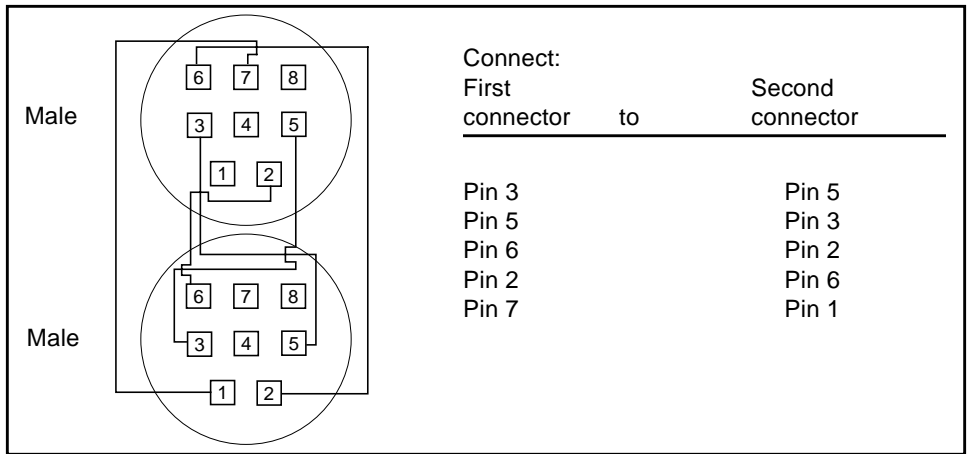 Male
6 7 8
3 4 5
1 2
Male
6 7 8
3 4 5
1 2
Connect:
First Second
connector to connector
Pin 3 Pin 5
Pin 5 Pin 3
Pin 6 Pin 2
Pin 2 Pin 6
Pin 7 Pin 1